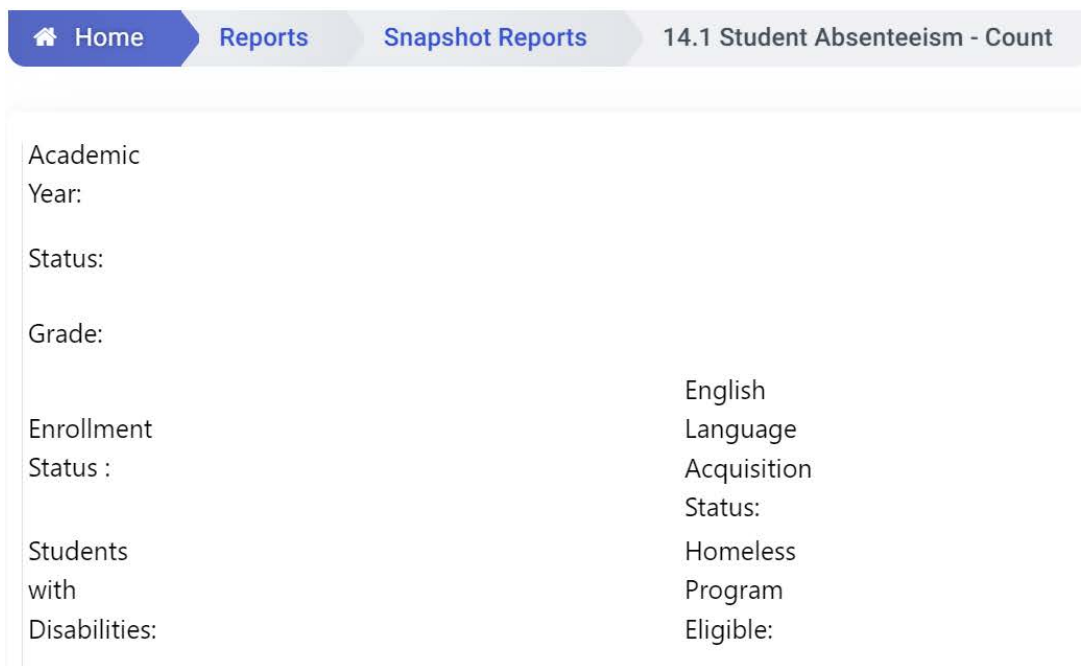 Home Reports Snapshot Reports 14.1 Student Absenteeism - Count
Academic
Year:
Status:
Grade:
Enrollment
Status :
English
Language
Acquisition
Status:
Students
with
Disabilities:
Homeless
Program
Eligible: